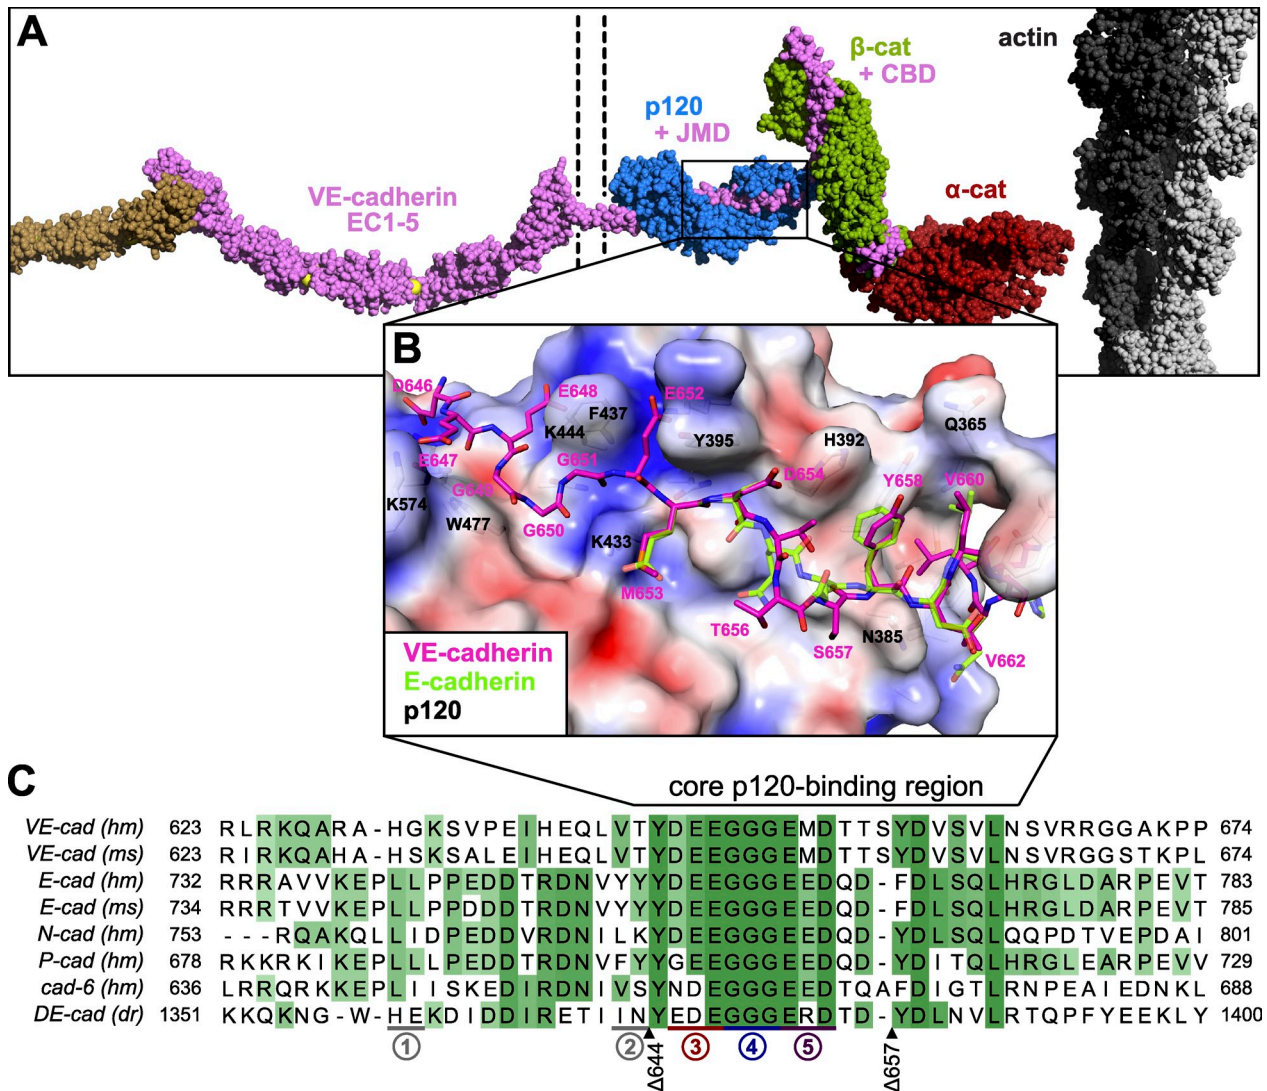 A
actin
β-cat
+ CBD
p120
+ JMD
VE-cadherin
EC1-5
α-cat
B
D646
E648
E652
F437
K444
Y395
H392
Q365
E647
G651
D654
Y658
V660
K574
G649
W477
G650
K433
M653
T656
S657
N385
V662
VE-cadherin
E-cadherin
p120
C
core p120-binding region
VE-cad (hm) 623 R L R K Q A R A - H G K S V P E I H E Q L V T Y D E E G G G E M D T T S Y D V S V L N S V R R G G A K P P 674
VE-cad (ms) 623 R I R K Q A H A - H S K S A L E I H E Q L V T Y D E E G G G E M D T T S Y D V S V L N S V R R G G S T K P L 674
E-cad (hm) 732 R R R A V V K E P L L P P E D D T R D N V Y Y Y D E E G G G E E D Q D - F D L S Q L H R G L D A R P E V T 783
E-cad (ms) 734 R R R T V V K E P L L P P D D D T R D N V Y Y Y D E E G G G E E D Q D - F D L S Q L H R G L D A R P E V T 785
N-cad (hm) 753 - - - R Q A K Q L L I D P E D D V R D N I L K Y D E E G G G E E D Q D - Y D L S Q L Q Q P D T V E P D A I 801
P-cad (hm) 678 R K K R K I K E P L L L P E D D T R D N V F Y Y G E E G G G E E D Q D - Y D I T Q L H R G L E A R P E V V 729
cad-6 (hm) 636 L R R Q R K K E P L I I S K E D I R D N I V S Y N D E G G G E E D T Q A F D I G T L R N P E A I E D N K L 688
DE-cad (dr) 1351 K K Q K N G - W - H E K D I D D I R E T I I N Y E D E G G G E R D T D - Y D L N V L R T Q P F Y E E K L Y 1400
1 2 3 4 5
Δ644
Δ657